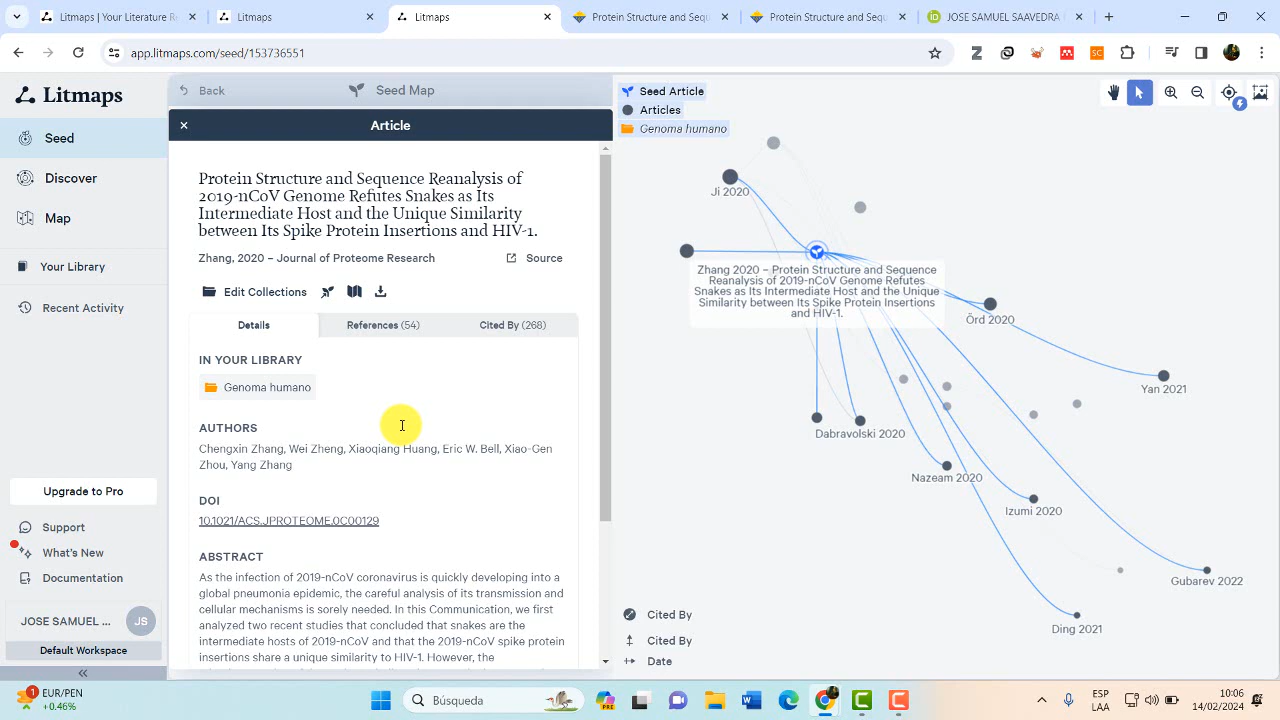 Litmaps | Your Literature R
Litmaps
Protein Structure and Sequ
Protein Structure and Sequ
JOSE SAMUEL SAAVEDRA
app.litmaps.com/seed/153736551
Litmaps
Seed
Discover
Map
Your Library
Recent Activity
Upgrade to Pro
Support
What's New
Documentation
JOSE SAMUEL ...
JS
Default Workspace
Back
Seed Map
Article
Protein Structure and Sequence Reanalysis of
2019-nCoV Genome Refutes Snakes as Its
Intermediate Host and the Unique Similarity
between Its Spike Protein Insertions and HIV-1.
Zhang, 2020 – Journal of Proteome Research
Source
Edit Collections
Details
References (54)
Cited By (268)
IN YOUR LIBRARY
Genoma humano
AUTHORS
Chengxin Zhang, Wei Zheng, Xiaoqiang Huang, Eric W. Bell, Xiao-Gen
Zhou, Yang Zhang
DOI
10.1021/ACS.JPROTEOME.0C00129
ABSTRACT
As the infection of 2019-nCoV coronavirus is quickly developing into a
global pneumonia epidemic, the careful analysis of its transmission and
cellular mechanisms is sorely needed. In this Communication, we first
analyzed two recent studies that concluded that snakes are the
intermediate hosts of 2019-nCoV and that the 2019-nCoV spike protein
insertions share a unique similarity to HIV-1. However, the
Seed Article
Articles
Genoma humano
Ji 2020
Zhang 2020 – Protein Structure and Sequence
Reanalysis of 2019-nCoV Genome Refutes
Snakes as Its Intermediate Host and the Unique
Similarity between Its Spike Protein Insertions
and HIV-1.
Örd 2020
Yan 2021
Dabravolski 2020
Nazeam 2020
Izumi 2020
Gubarev 2022
Ding 2021
Cited By
Cited By
Date
1
EUR/PEN
+0.46%
Búsqueda
ESP
LAA
10:06
14/02/2024